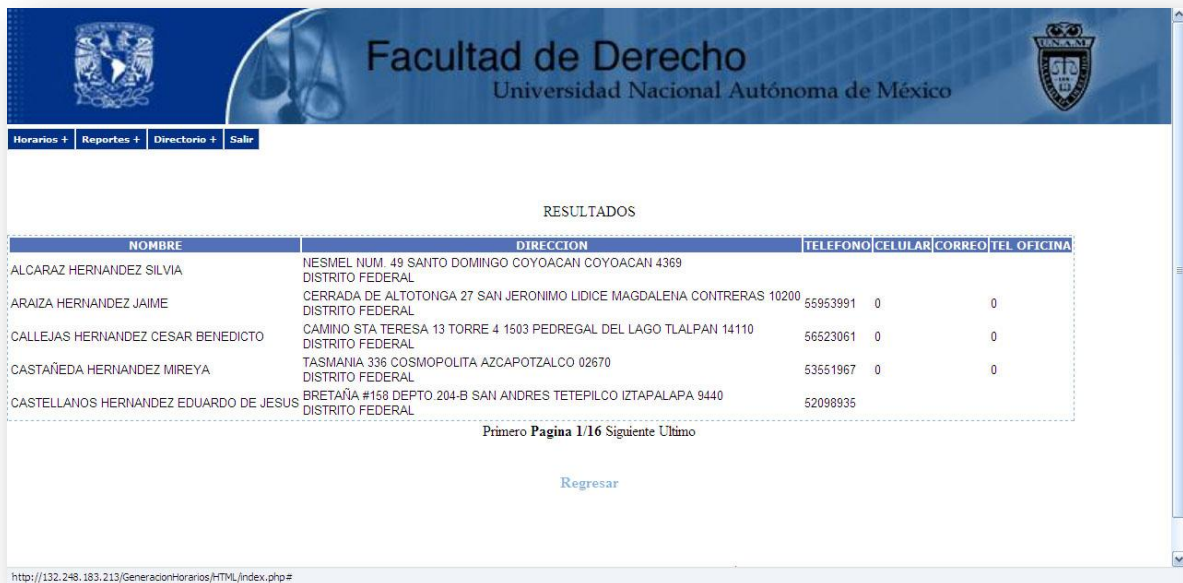 Facultad de Derecho
Universidad Nacional Autónoma de México
U.N.A.M
Horarios + Reportes + Directorio + Salir
RESULTADOS
NOMBRE DIRECCION TELEFONO CELULAR CORREO TEL OFICINA
ALCARAZ HERNANDEZ SILVIA NESMEL NUM. 49 SANTO DOMINGO COYOACAN COYOACAN 4369
DISTRITO FEDERAL
ARAIZA HERNANDEZ JAIME CERRADA DE ALTOTONGA 27 SAN JERONIMO LIDICE MAGDALENA CONTRERAS 10200 55953991 0 0
DISTRITO FEDERAL
CALLEJAS HERNANDEZ CESAR BENEDICTO CAMINO STA TERESA 13 TORRE 4 1503 PEDREGAL DEL LAGO TLALPAN 14110 56523061 0 0
DISTRITO FEDERAL
CASTAÑEDA HERNANDEZ MIREYA TASMANIA 336 COSMOPOLITA AZCAPOTZALCO 02670 53551967 0 0
DISTRITO FEDERAL
CASTELLANOS HERNANDEZ EDUARDO DE JESUS BRETAÑA #158 DEPTO.204-B SAN ANDRES TETEPILCO IZTAPALAPA 9440 52098935
DISTRITO FEDERAL
Primero Pagina 1/16 Siguiente Ultimo
Regresar
http://132.248.183.213/GeneracionHorarios/HTML/index.php#